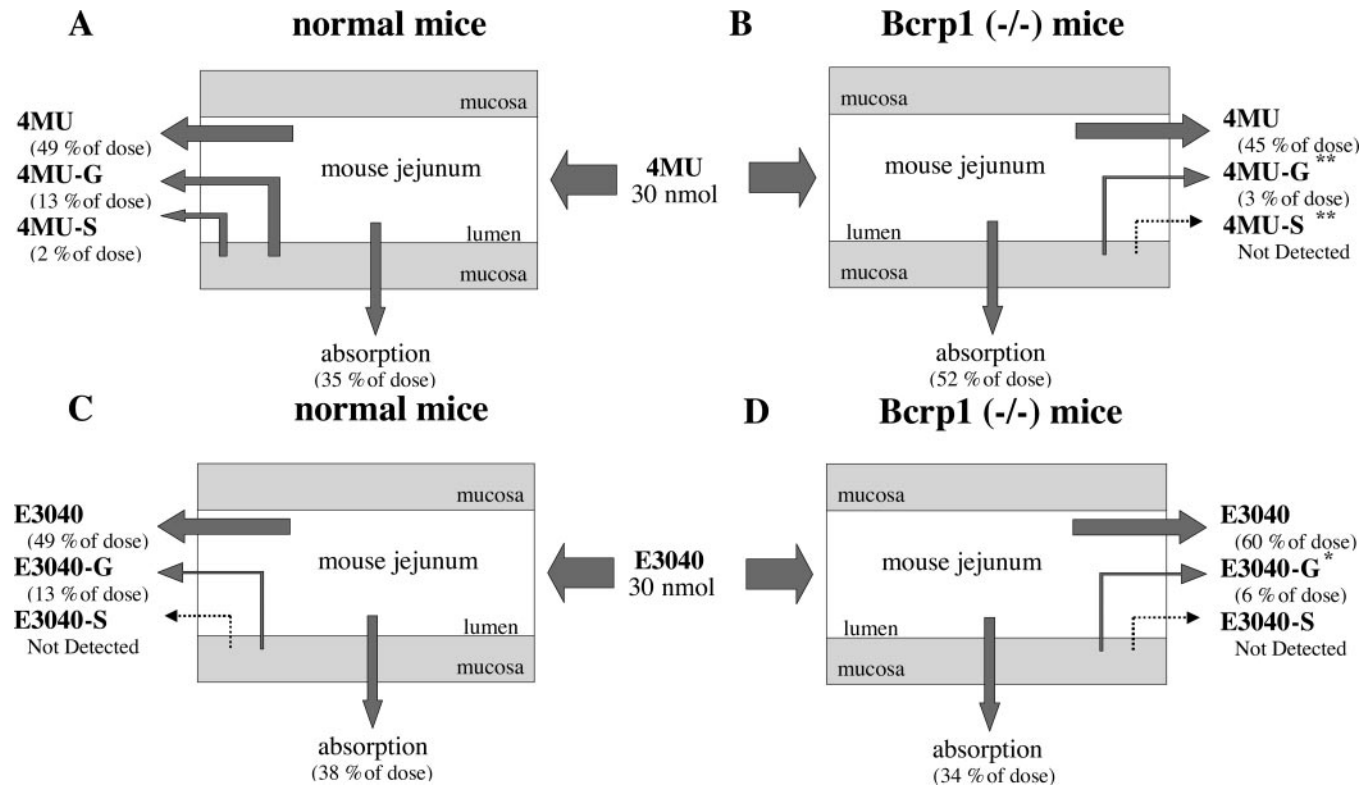 A normal mice
B Bcrp1 (-/-) mice
mucosa
4MU
(49 % of dose)
4MU-G
(13 % of dose)
4MU-S
(2 % of dose)
mouse jejunum
lumen
mucosa
absorption
(35 % of dose)
4MU
30 nmol
mucosa
mouse jejunum
lumen
mucosa
4MU
(45 % of dose)
4MU-G **
(3 % of dose)
4MU-S **
Not Detected
absorption
(52 % of dose)
C normal mice
D Bcrp1 (-/-) mice
mucosa
E3040
(49 % of dose)
E3040-G
(13 % of dose)
E3040-S
Not Detected
mouse jejunum
lumen
mucosa
absorption
(38 % of dose)
E3040
30 nmol
mucosa
mouse jejunum
lumen
mucosa
E3040
(60 % of dose)
E3040-G *
(6 % of dose)
E3040-S
Not Detected
absorption
(34 % of dose)